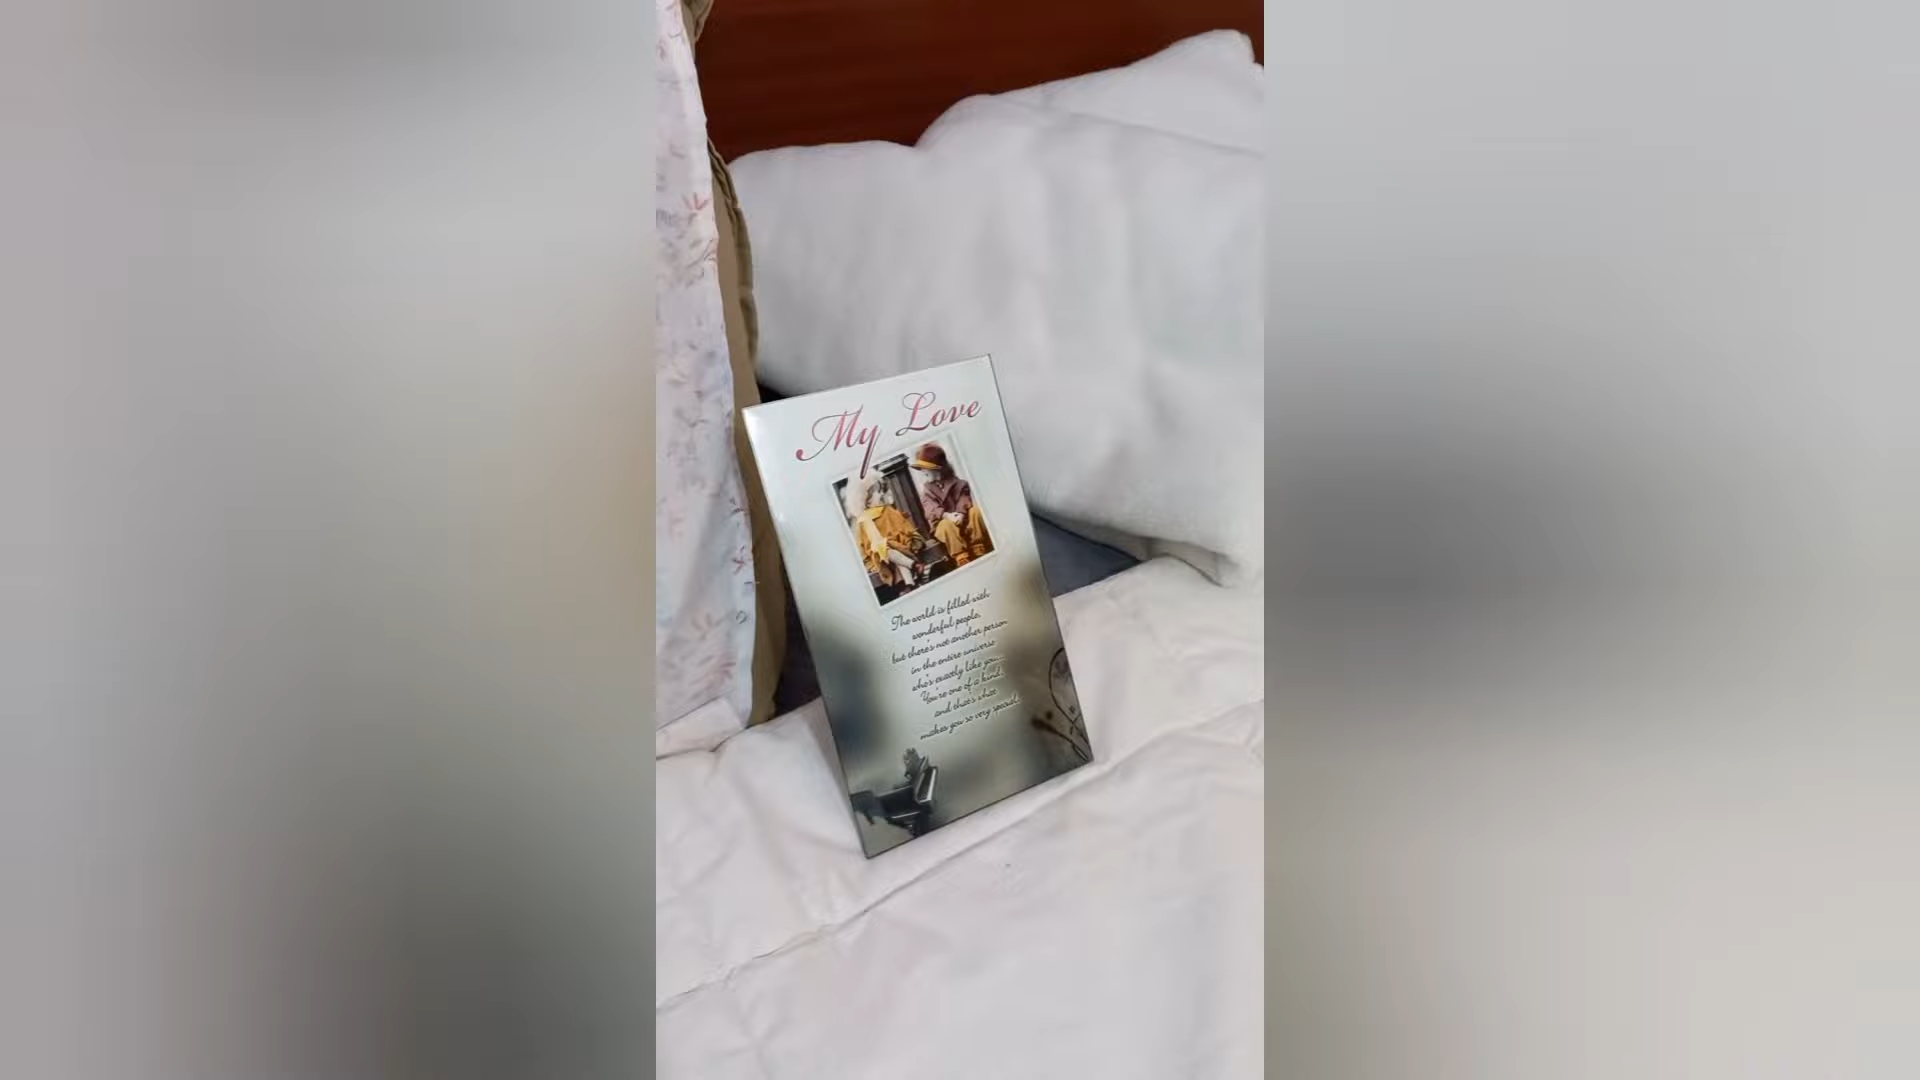 My Love
The world is filled with
wonderful people,
but there's not another person
in the entire universe
who's exactly like you...
You're one of a kind,
and that's what
makes you so very special.